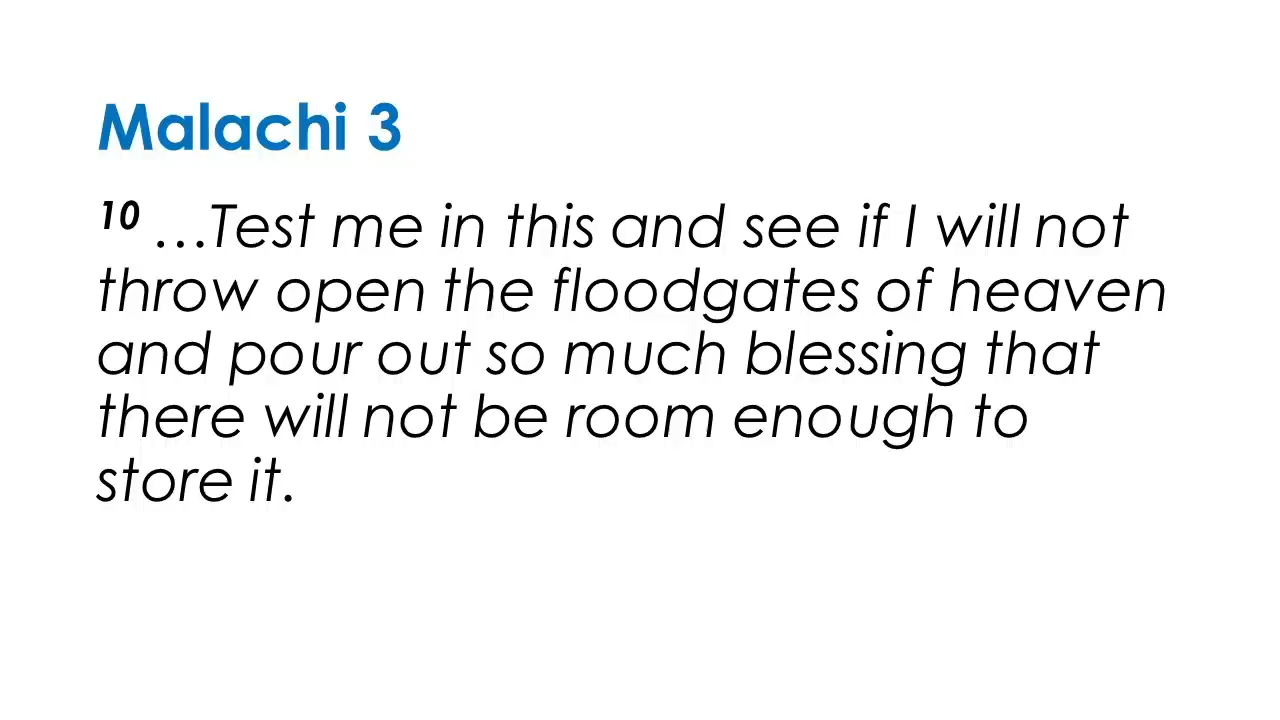 Malachi 3
10 …Test me in this and see if I will not
throw open the floodgates of heaven
and pour out so much blessing that
there will not be room enough to
store it.